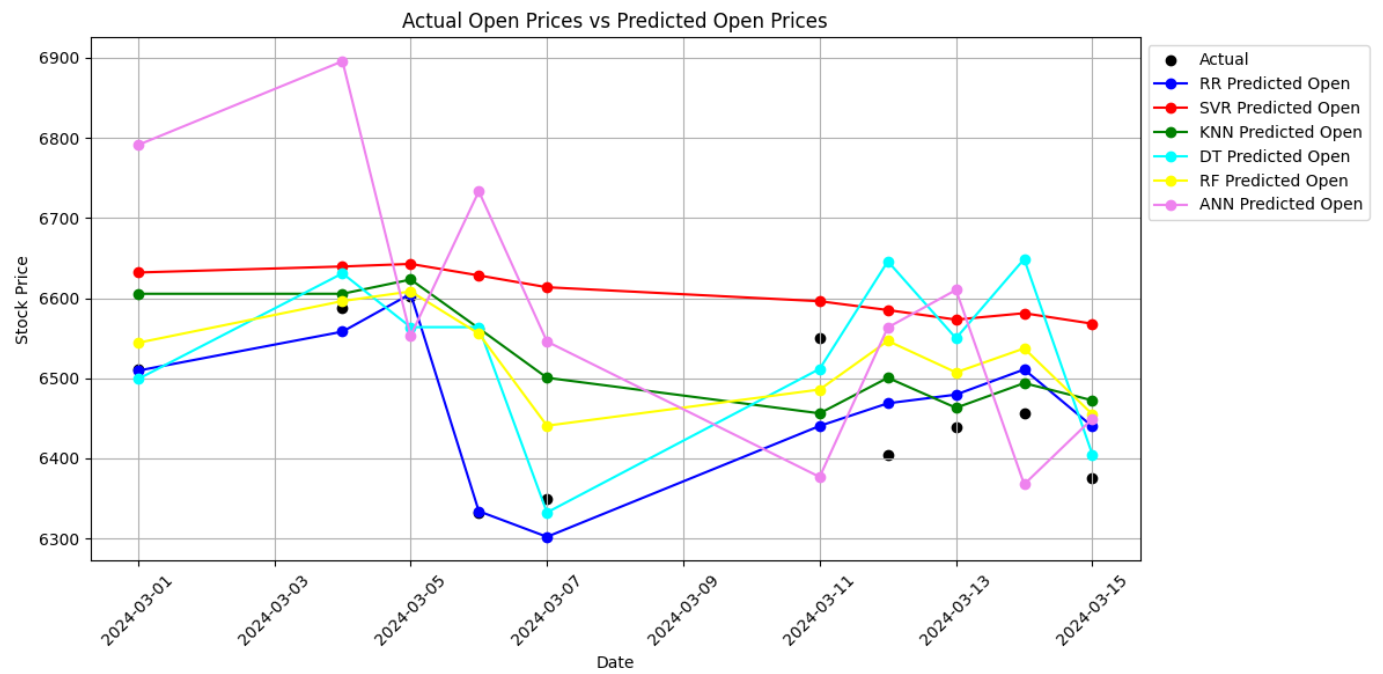 Actual Open Prices vs Predicted Open Prices
Actual
RR Predicted Open
SVR Predicted Open
KNN Predicted Open
DT Predicted Open
RF Predicted Open
ANN Predicted Open
Stock Price
6900
6800
6700
6600
6500
6400
6300
2024-03-01
2024-03-03
2024-03-05
2024-03-07
2024-03-09
2024-03-11
2024-03-13
2024-03-15
Date